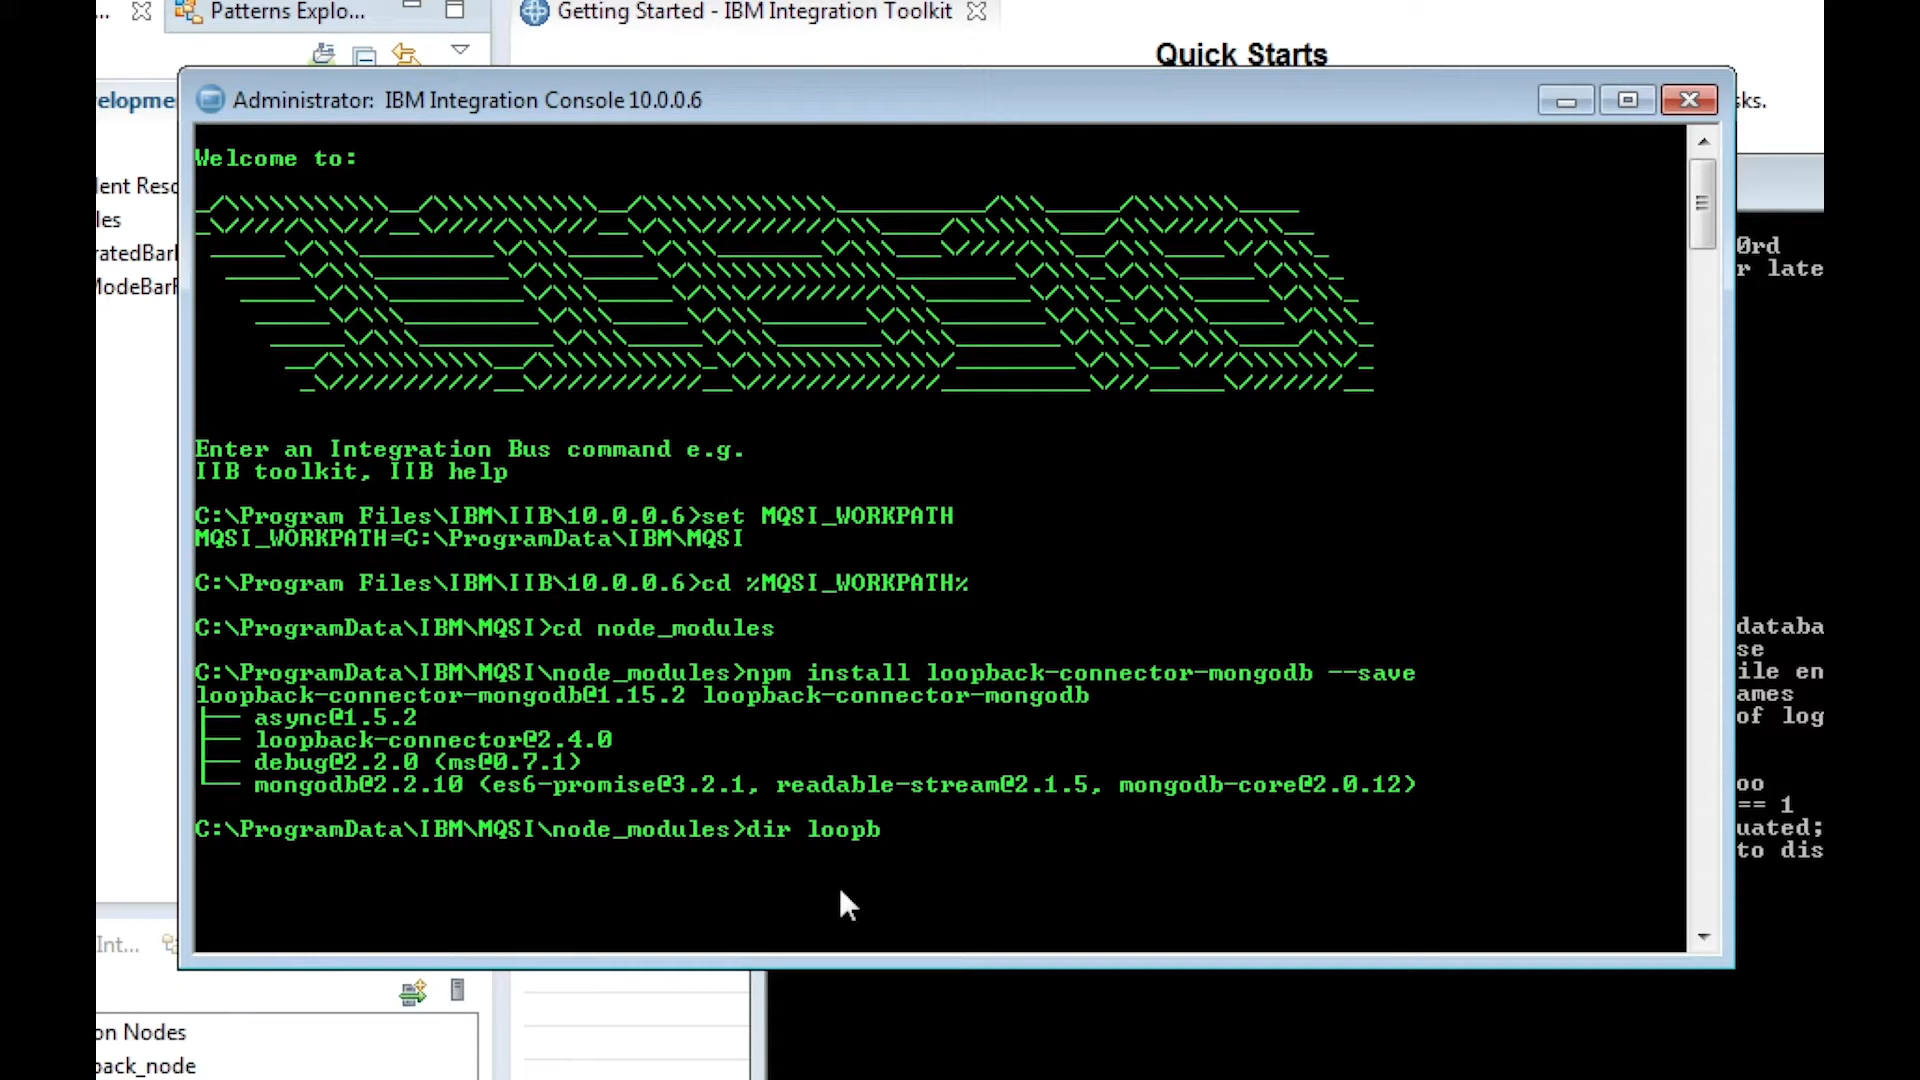 Patterns Explo...
Getting Started - IBM Integration Toolkit
Quick Starts
Administrator: IBM Integration Console 10.0.0.6
elopme
sks.
Welcome to:
lent Reso
les
ratedBarl
ModeBarF
0rd
r late
Enter an Integration Bus command e.g.
IIB toolkit, IIB help
C:\Program Files\IBM\IIB\10.0.0.6>set MQSI_WORKPATH
MQSI_WORKPATH=C:\ProgramData\IBM\MQSI
C:\Program Files\IBM\IIB\10.0.0.6>cd %MQSI_WORKPATH%
C:\ProgramData\IBM\MQSI>cd node_modules
C:\ProgramData\IBM\MQSI\node_modules>npm install loopback-connector-mongodb --save
loopback-connector-mongodb@1.15.2 loopback-connector-mongodb
├── async@1.5.2
├── loopback-connector@2.4.0
├── debug@2.2.0 (ms@0.7.1)
└── mongodb@2.2.10 (es6-promise@3.2.1, readable-stream@2.1.5, mongodb-core@2.0.12)
C:\ProgramData\IBM\MQSI\node_modules>dir loopb
databa
se
ile en
ames
of log
oo
== 1
uated;
to dis
Int...
on Nodes
back_node